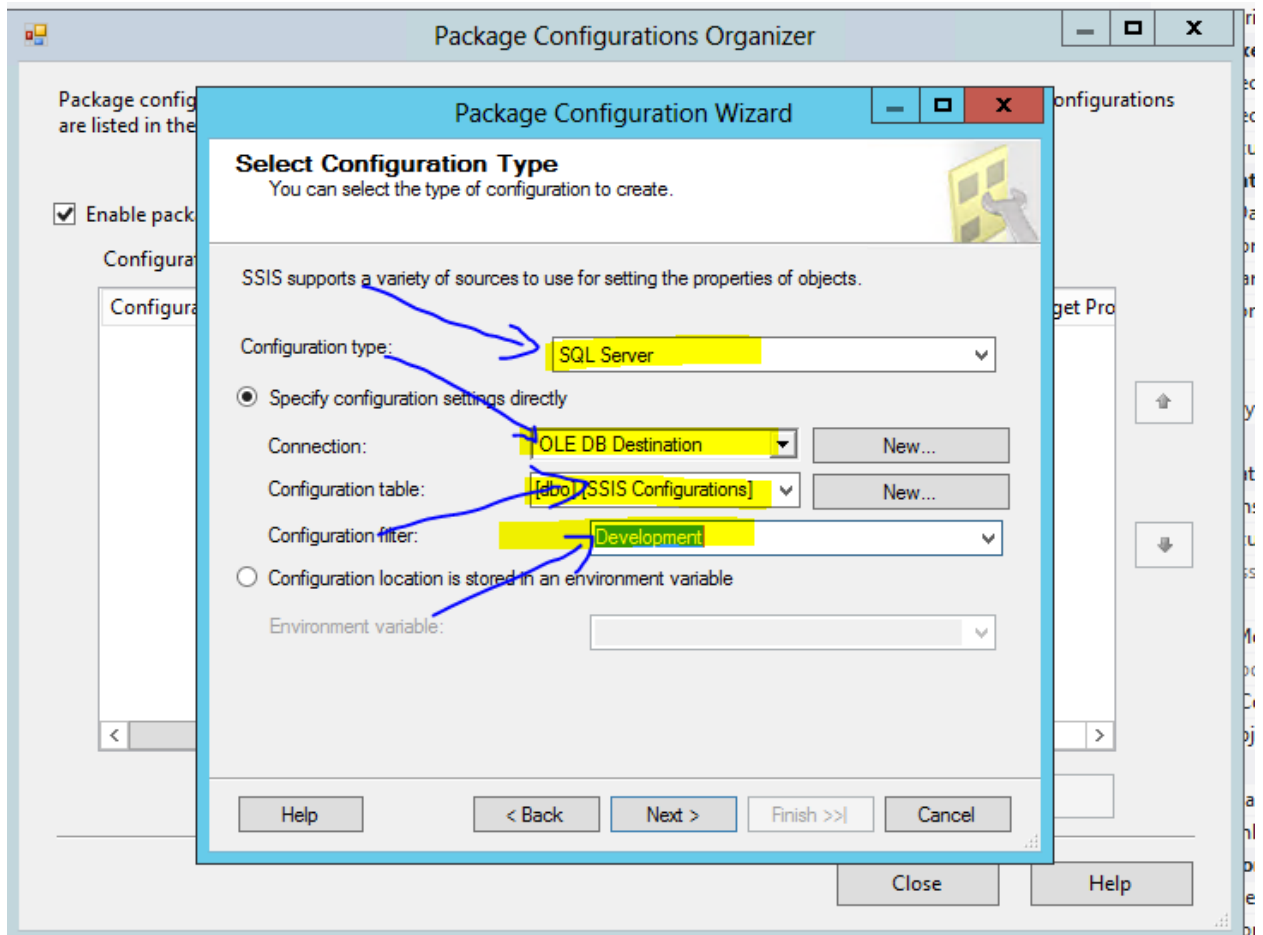 Package Configurations Organizer
Package config
onfigurations
are listed in the
Package Configuration Wizard
Select Configuration Type
You can select the type of configuration to create.
Enable pack
Configura
SSIS supports a variety of sources to use for setting the properties of objects.
Configura
get Pro
Configuration type:
SQL Server
Specify configuration settings directly
Connection:
OLE DB Destination
New...
Configuration table:
[dbo].[SSIS Configurations]
New...
Configuration filter:
Development
Configuration location is stored in an environment variable
Environment variable:
Help
< Back
Next >
Finish >>|
Cancel
Close
Help